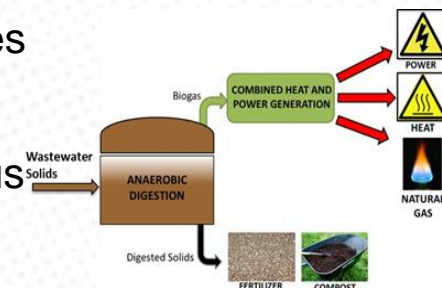 es
us
Wastewater
Solids
ANAEROBIC
DIGESTION
Biogas
COMBINED HEAT AND
POWER GENERATION
POWER
HEAT
NATURAL
GAS
Digested Solids
FERTILIZER
COMPOST